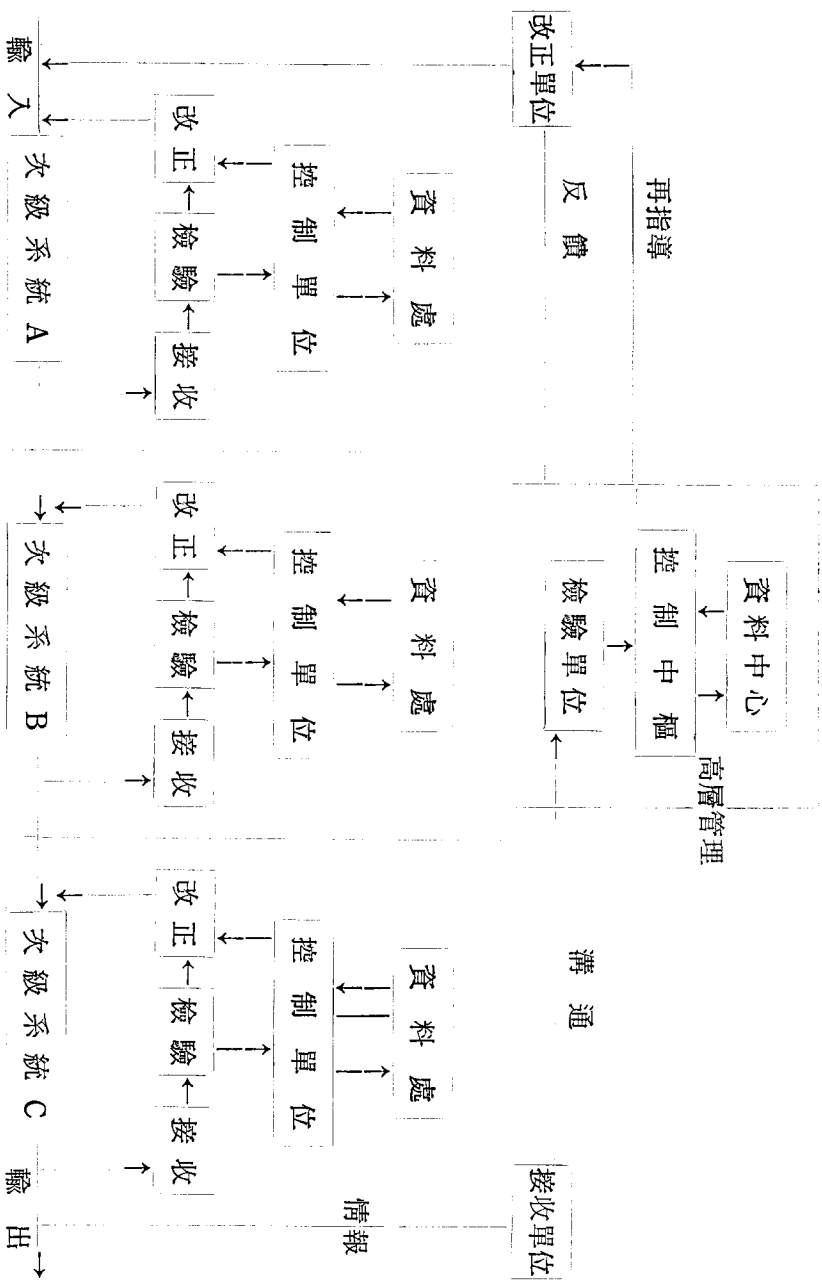 資料中心
高層管理
控制中樞
再指導
反饋
檢驗單位
溝通
改正單位
接收單位
資料處
資料處
資料處
控制單位
控制單位
控制單位
情報
改正 檢驗 接收
改正 檢驗 接收
改正 檢驗 接收
輸入
次級系統 A
次級系統 B
次級系統 C
輸出